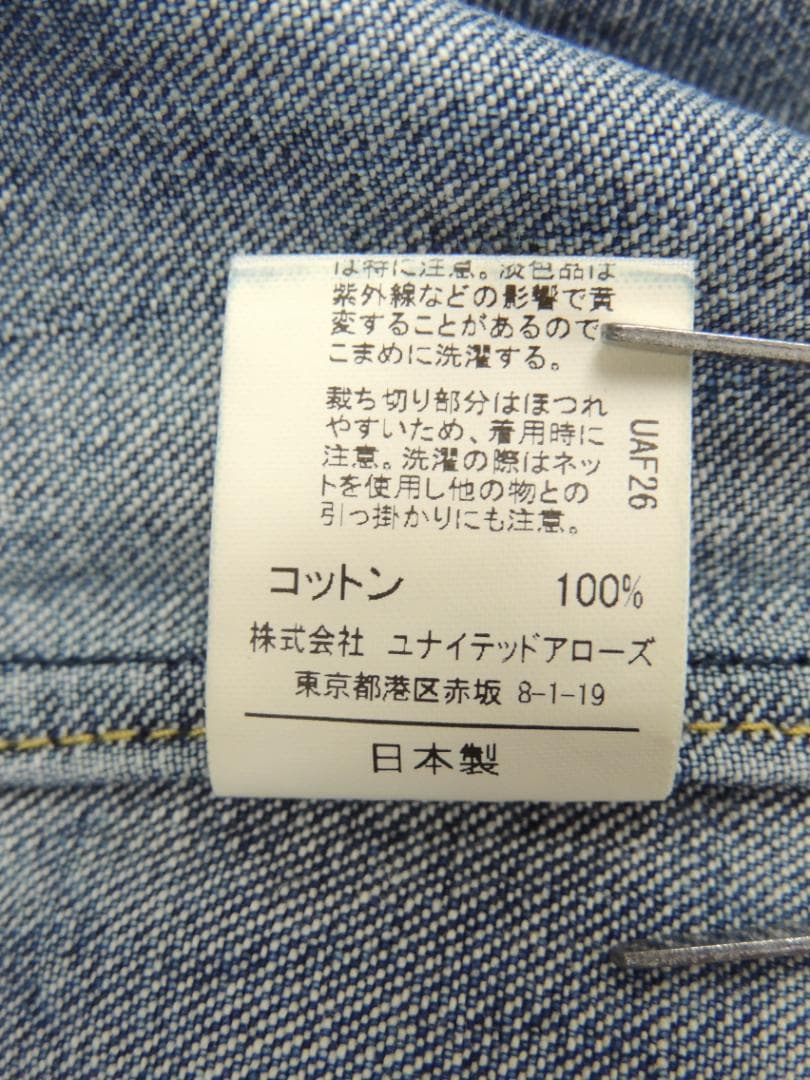 は特に注意。淡色品は
紫外線などの影響で黄
変することがあるので
こまめに洗濯する。
裁ち切り部分はほつれ
やすいため、着用時に
注意。洗濯の際はネッ
トを使用し他の物との
引っ掛かりにも注意。
UAF26
コットン 100%
株式会社 ユナイテッドアローズ
東京都港区赤坂 8-1-19
日本製